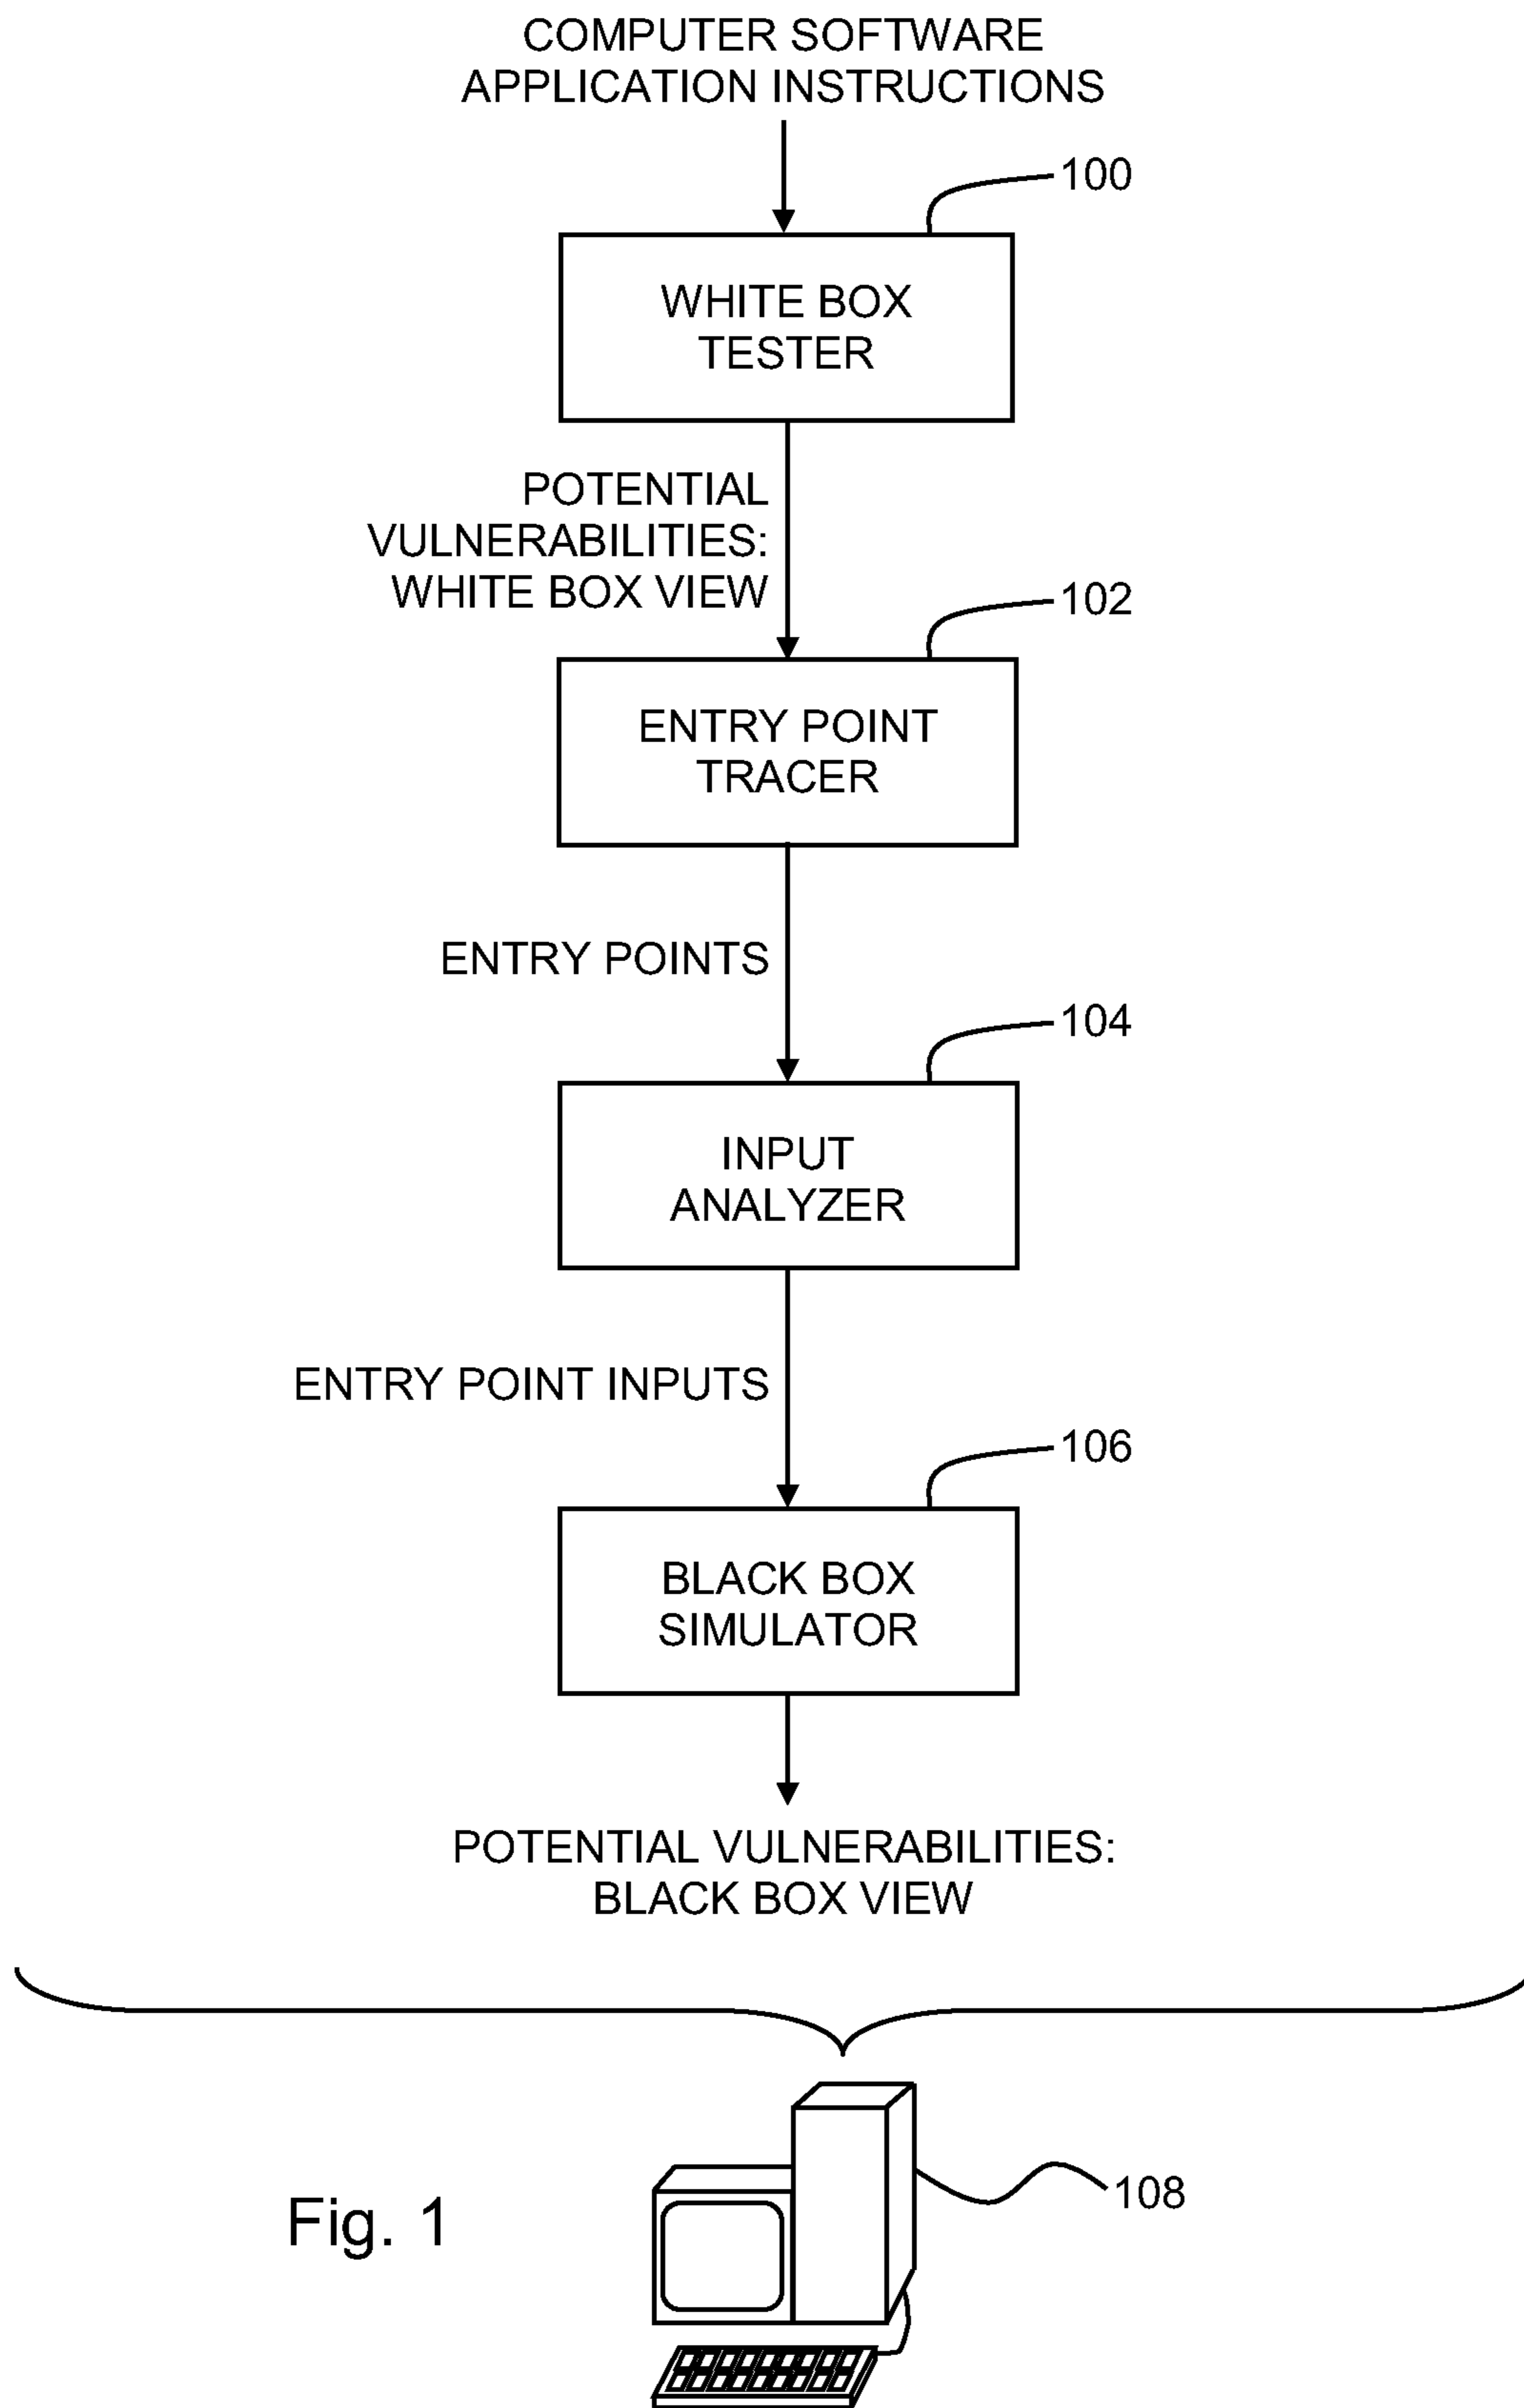 COMPUTER SOFTWARE
APPLICATION INSTRUCTIONS
100
WHITE BOX
TESTER
POTENTIAL
VULNERABILITIES:
WHITE BOX VIEW
102
ENTRY POINT
TRACER
ENTRY POINTS
104
INPUT
ANALYZER
ENTRY POINT INPUTS
106
BLACK BOX
SIMULATOR
POTENTIAL VULNERABILITIES:
BLACK BOX VIEW
108
Fig. 1